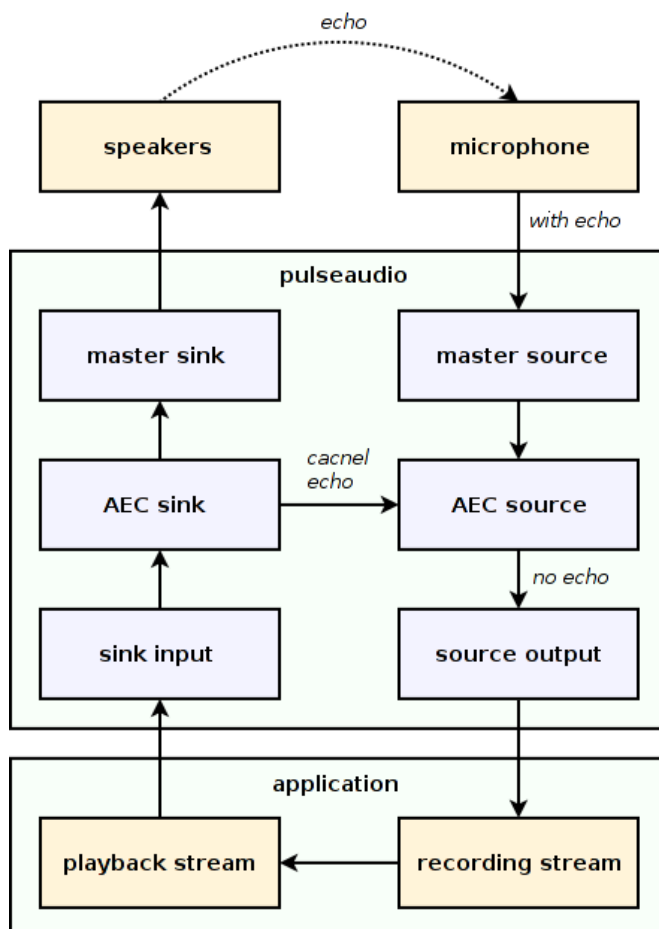 echo
speakers
microphone
with echo
pulseaudio
master sink
master source
cacnel
echo
AEC sink
AEC source
no echo
sink input
source output
application
playback stream
recording stream